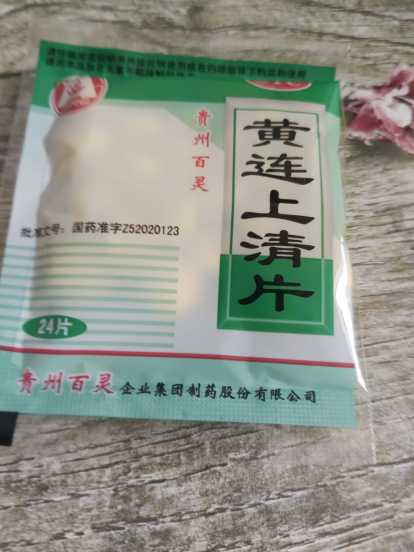 贵州百灵
黄连上清片
批准文号：国药准字Z52020123
24片
贵州百灵 企业集团制药股份有限公司